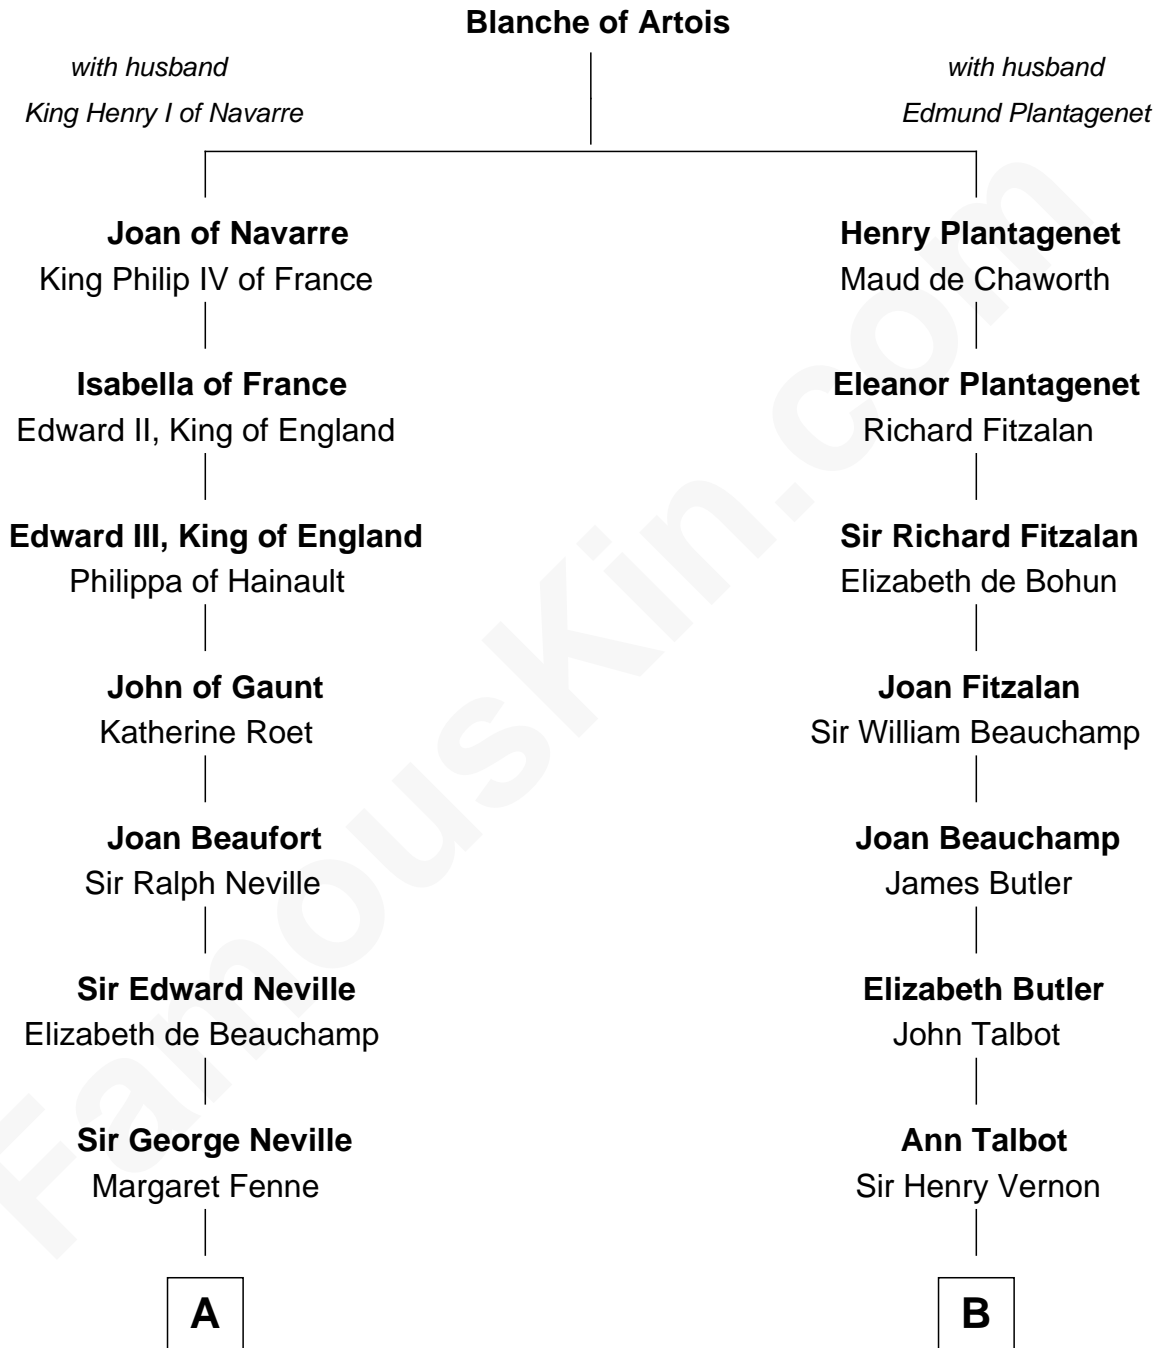 Blanche of Artois
with husband
King Henry I of Navarre
with husband
Edmund Plantagenet
Joan of Navarre
King Philip IV of France
Henry Plantagenet
Maud de Chaworth
Isabella of France
Edward II, King of England
Eleanor Plantagenet
Richard Fitzalan
Edward III, King of England
Philippa of Hainault
Sir Richard Fitzalan
Elizabeth de Bohun
John of Gaunt
Katherine Roet
Joan Fitzalan
Sir William Beauchamp
Joan Beaufort
Sir Ralph Neville
Joan Beauchamp
James Butler
Sir Edward Neville
Elizabeth de Beauchamp
Elizabeth Butler
John Talbot
Sir George Neville
Margaret Fenne
Ann Talbot
Sir Henry Vernon
A
B
FamousKin.com